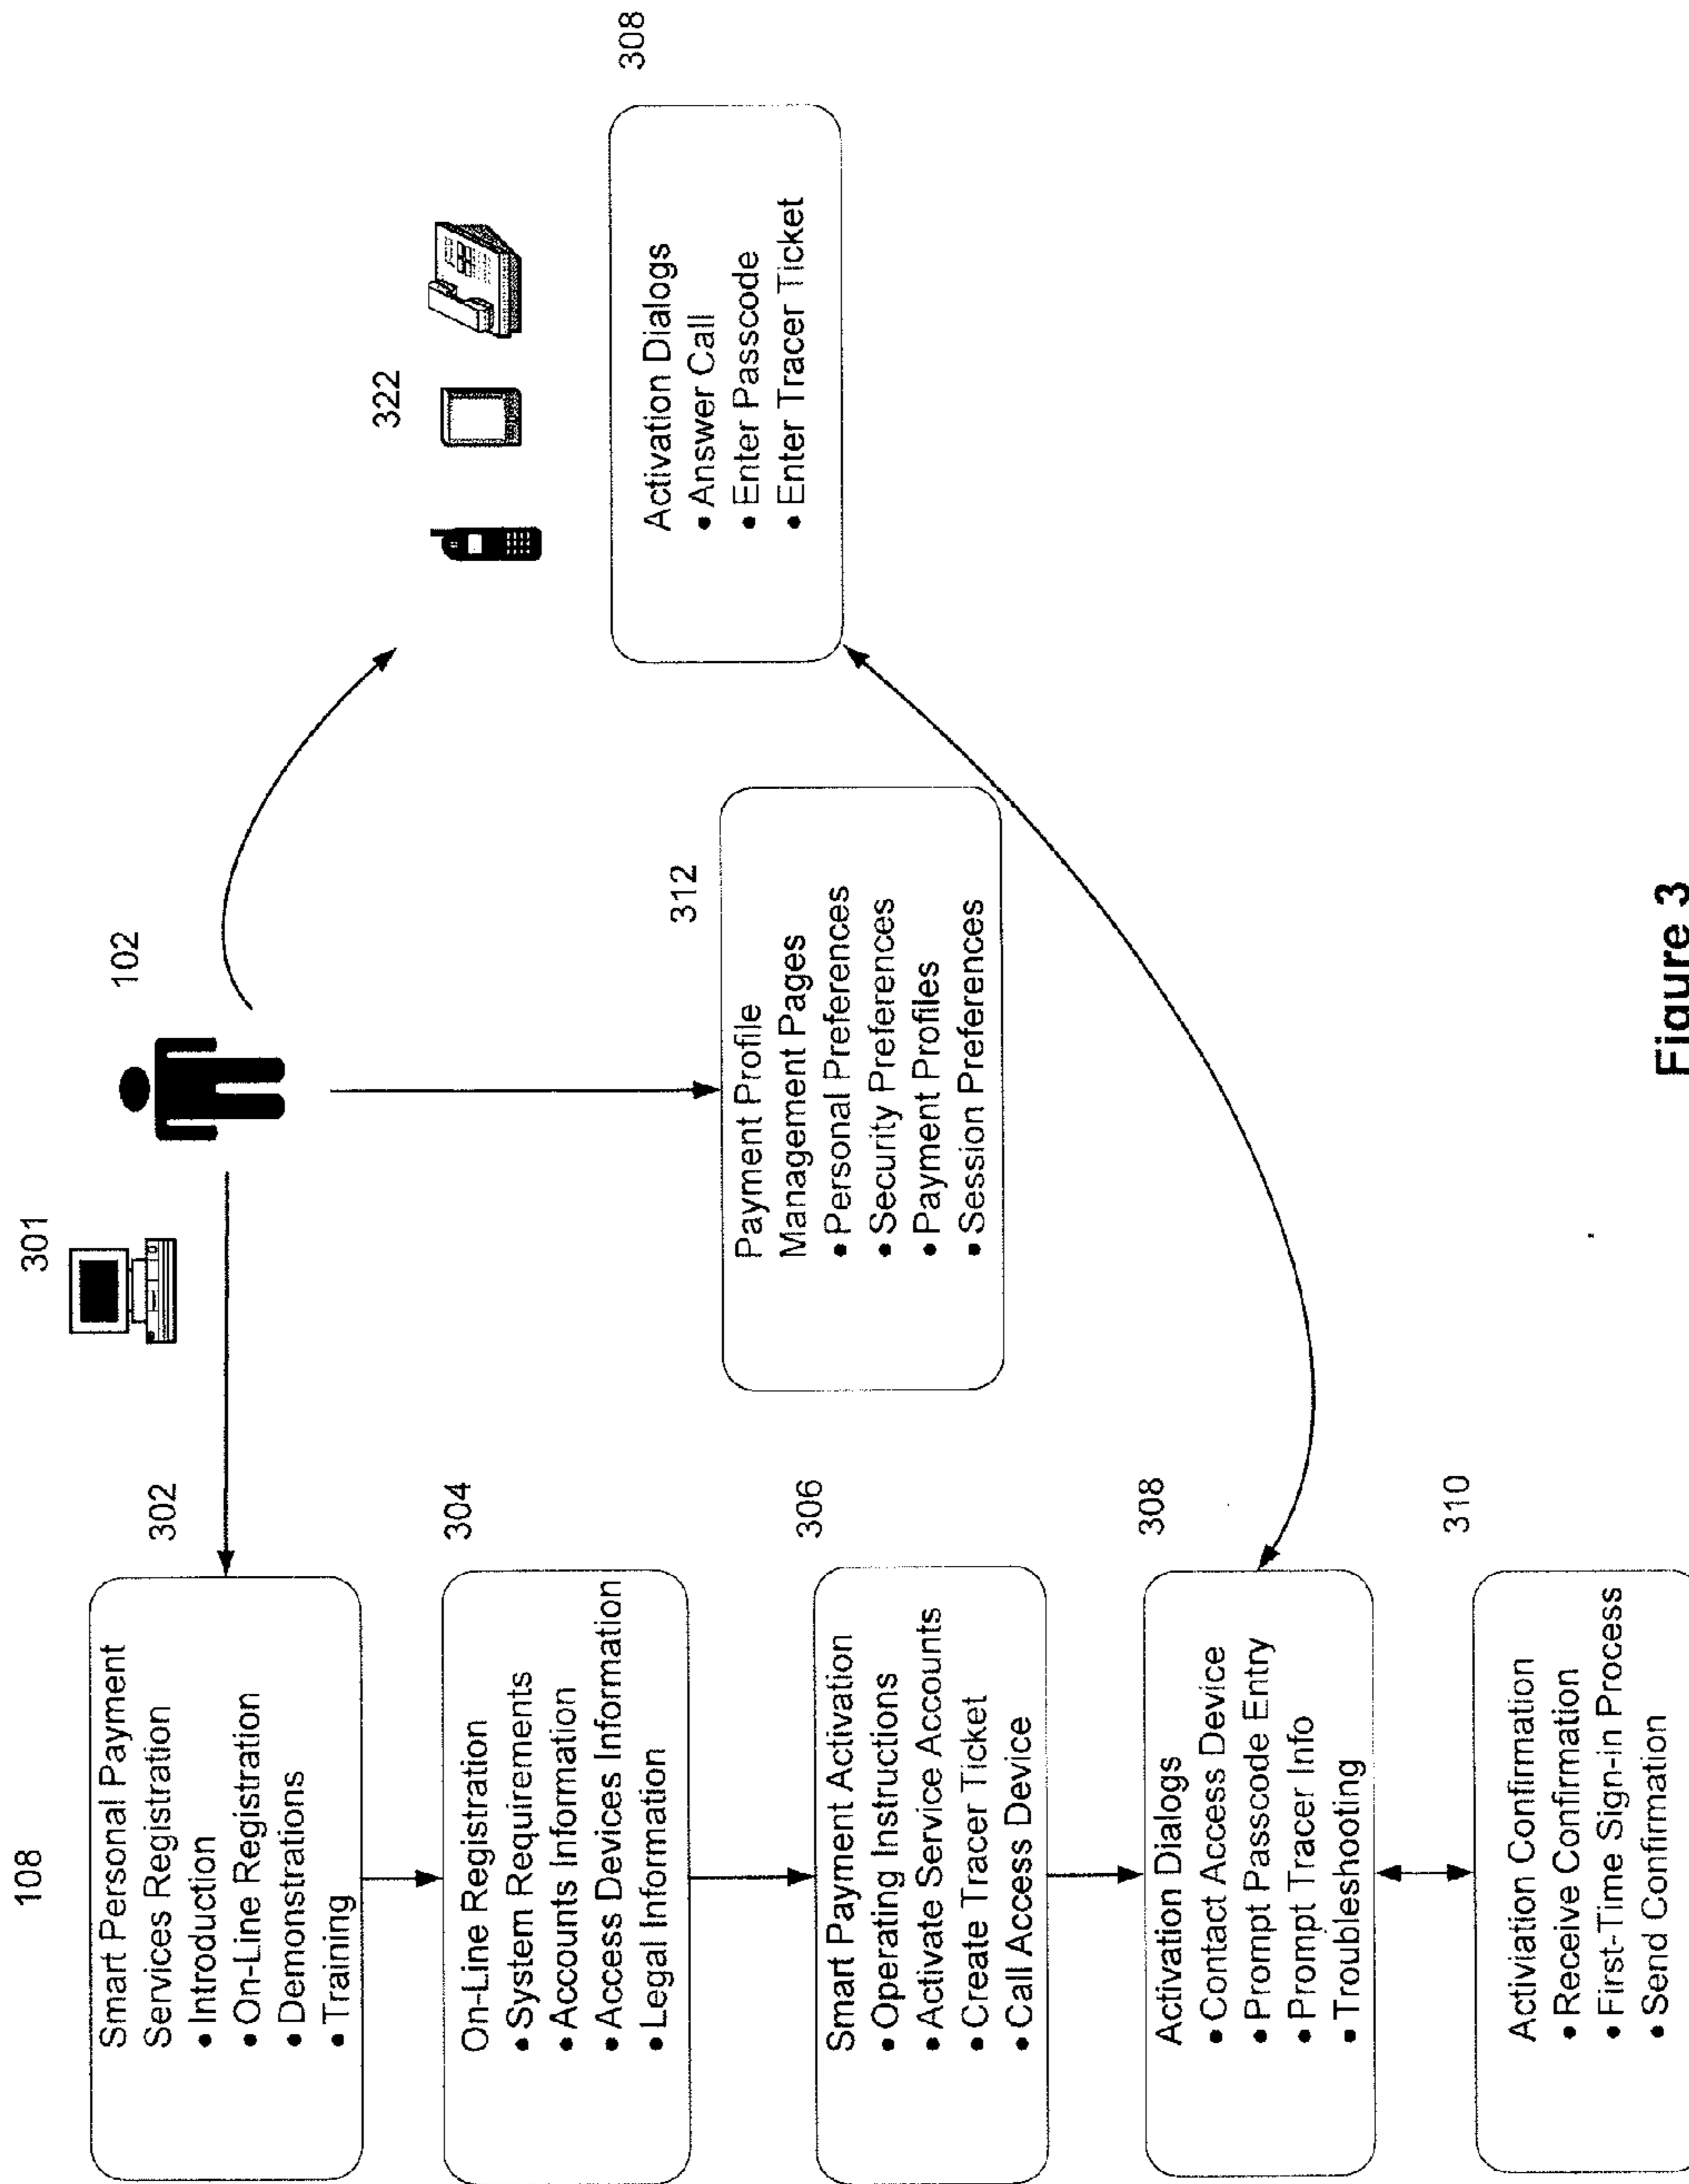 108
301
102
302
Smart Personal Payment
Services Registration
• Introduction
• On-Line Registration
• Demonstrations
• Training
304
On-Line Registration
• System Requirements
• Accounts Information
• Access Devices Information
• Legal Information
306
Smart Payment Activation
• Operating Instructions
• Activate Service Accounts
• Create Tracer Ticket
• Call Access Device
308
Activation Dialogs
• Contact Access Device
• Prompt Passcode Entry
• Prompt Tracer Info
• Troubleshooting
310
Activiation Confirmation
• Receive Confirmation
• First-Time Sign-in Process
• Send Confirmation
312
Payment Profile
Management Pages
• Personal Preferences
• Security Preferences
• Payment Profiles
• Session Preferences
322
308
Activation Dialogs
• Answer Call
• Enter Passcode
• Enter Tracer Ticket
Figure 3